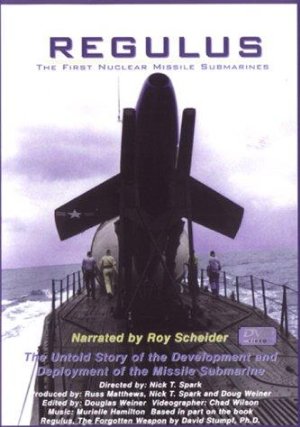 REGULUS
THE FIRST NUCLEAR MISSILE SUBMARINES
Narrated by Roy Scheider
DV
VIDEO
The Untold Story of the Development and
Deployment of the Missile Submarine
Directed by: Nick T. Spark
Produced by: Russ Matthews, Nick T. Spark and Doug Weiner
Edited by: Douglas Weiner Videographer: Chad Wilson
Music: Murielle Hamilton Based in part on the book
Regulus, The Forgotten Weapon by David Stumpf, Ph.D.